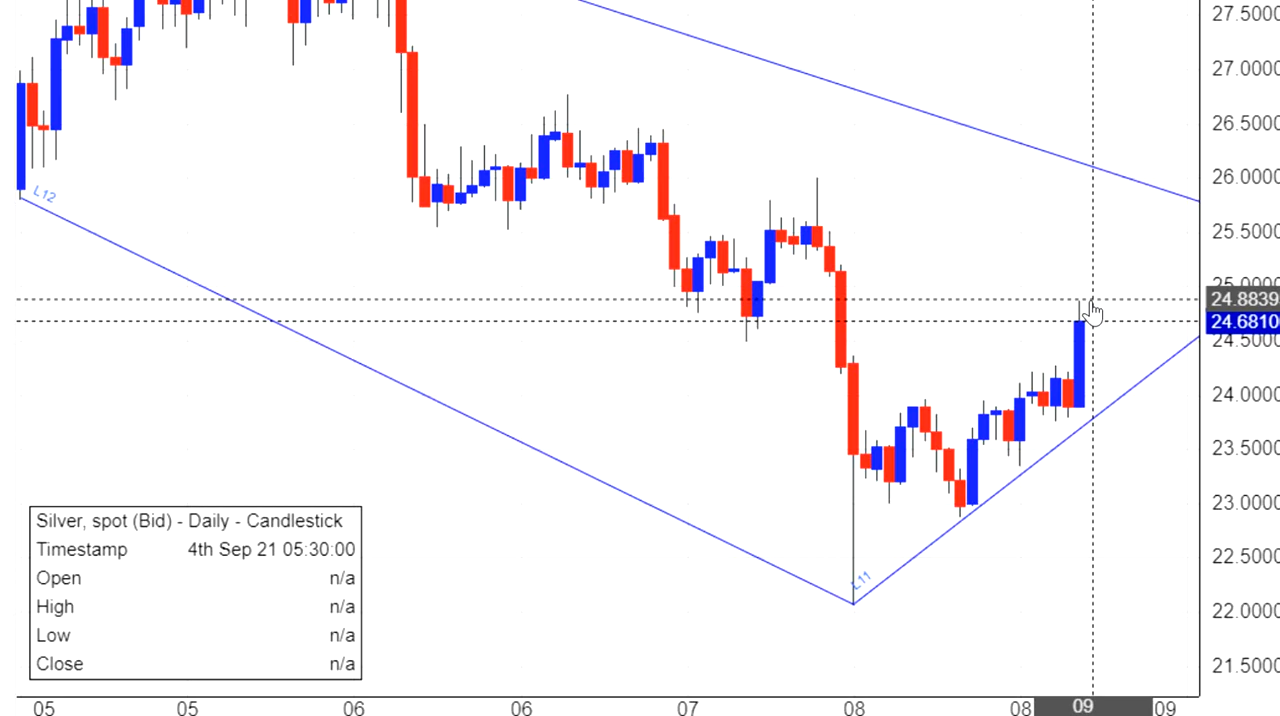 27.5000
27.0000
26.5000
26.0000
25.5000
25.0000
24.8839
24.6810
24.5000
24.0000
23.5000
23.0000
22.5000
22.0000
21.5000
L12
L11
Silver, spot (Bid) - Daily - Candlestick
Timestamp 4th Sep 21 05:30:00
Open n/a
High n/a
Low n/a
Close n/a
05 05 06 06 07 08 08 09 09